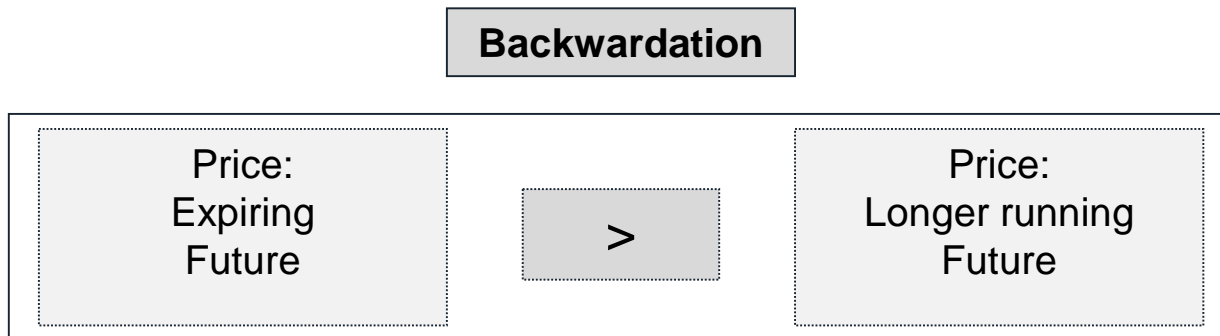 Backwardation
Price:
Expiring
Future
>
Price:
Longer running
Future